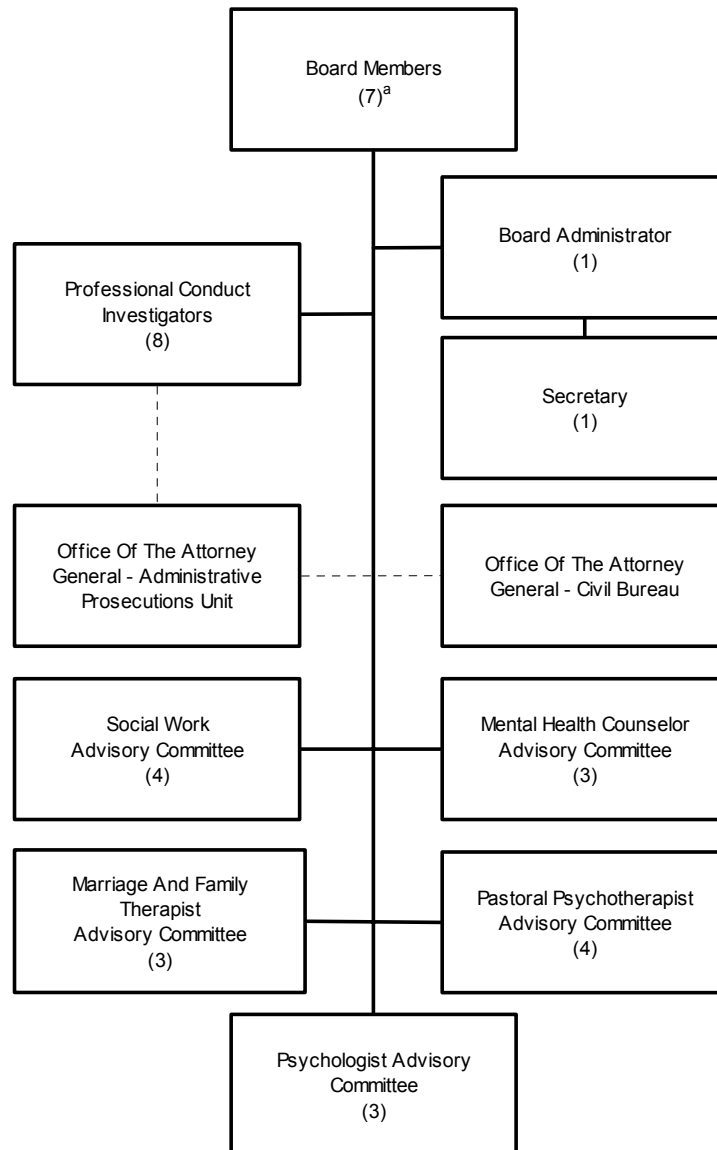 Board Members
(7)a
Board Administrator
(1)
Professional Conduct
Investigators
(8)
Secretary
(1)
Office Of The Attorney
General - Administrative
Prosecutions Unit
Office Of The Attorney
General - Civil Bureau
Social Work
Advisory Committee
(4)
Mental Health Counselor
Advisory Committee
(3)
Marriage And Family
Therapist
Advisory Committee
(3)
Pastoral Psychotherapist
Advisory Committee
(4)
Psychologist Advisory
Committee
(3)